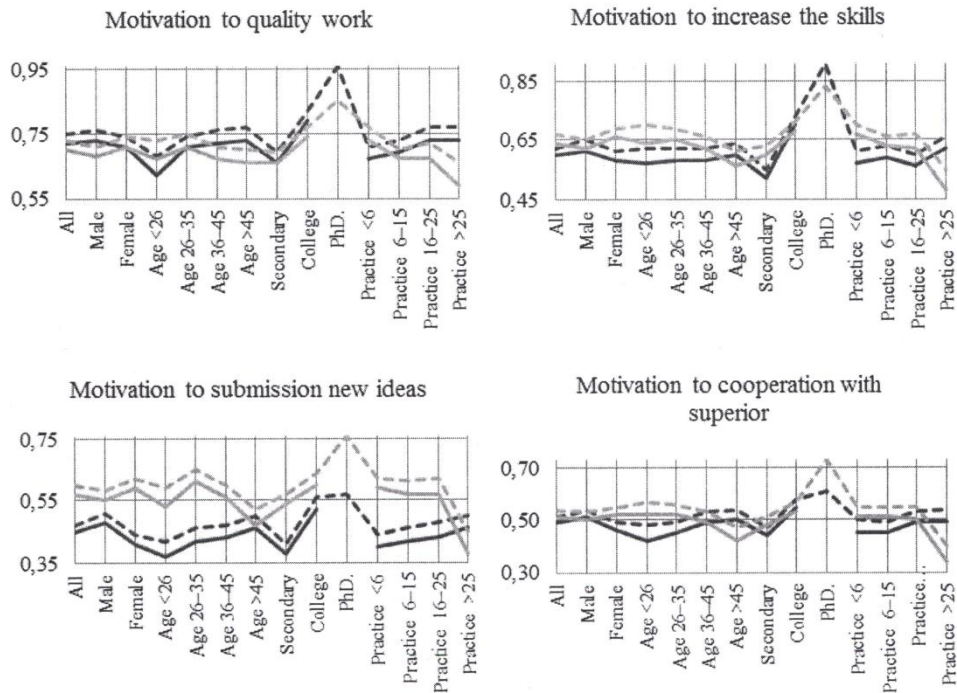 Motivation to quality work
0,95
0,75
0,55
All
Male
Female
Age <26
Age 26–35
Age 36–45
Age >45
Secondary
College
PhD.
Practice <6
Practice 6–15
Practice 16–25
Practice >25
Motivation to increase the skills
0,85
0,65
0,45
All
Male
Female
Age <26
Age 26–35
Age 36–45
Age >45
Secondary
College
PhD.
Practice <6
Practice 6–15
Practice 16–25
Practice >25
Motivation to submission new ideas
0,75
0,55
0,35
All
Male
Female
Age <26
Age 26–35
Age 36–45
Age >45
Secondary
College
PhD.
Practice <6
Practice 6–15
Practice 16–25
Practice >25
Motivation to cooperation with
superior
0,70
0,50
0,30
All
Male
Female
Age <26
Age 26–35
Age 36–45
Age >45
Secondary
College
PhD.
Practice <6
Practice 6–15
Practice...
Practice >25